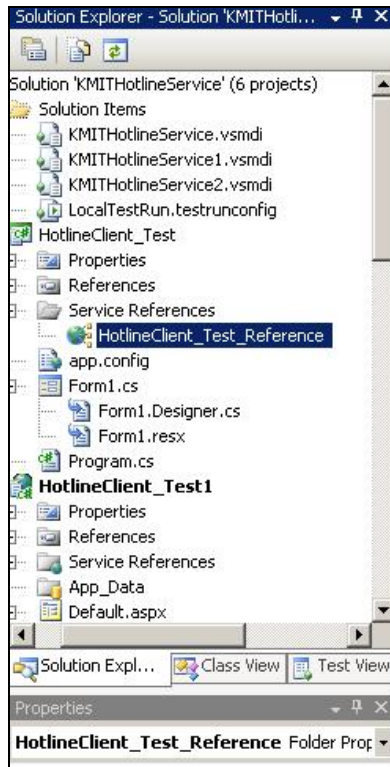 Solution Explorer - Solution 'KMITHotli...
Solution 'KMITHotlineService' (6 projects)
Solution Items
KMITHotlineService.vsmdi
KMITHotlineService1.vsmdi
KMITHotlineService2.vsmdi
LocalTestRun.testrunconfig
HotlineClient_Test
Properties
References
Service References
HotlineClient_Test_Reference
app.config
Form1.cs
Form1.Designer.cs
Form1.resx
Program.cs
HotlineClient_Test1
Properties
References
Service References
App_Data
Default.aspx
Solution Expl... Class View Test View
Properties
HotlineClient_Test_Reference Folder Prop